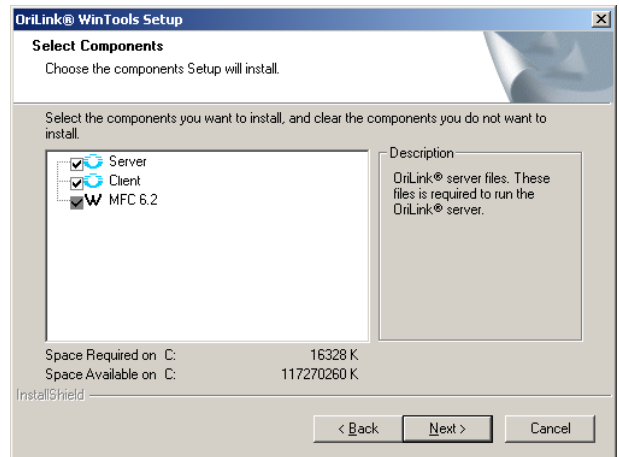 OriLink® WinTools Setup
Select Components
Choose the components Setup will install.
Select the components you want to install, and clear the components you do not want to
install.
Server
Client
MFC 6.2
Description
OriLink® server files. These
files is required to run the
OriLink® server.
Space Required on C: 16328 K
Space Available on C: 117270260 K
InstallShield
< Back
Next >
Cancel